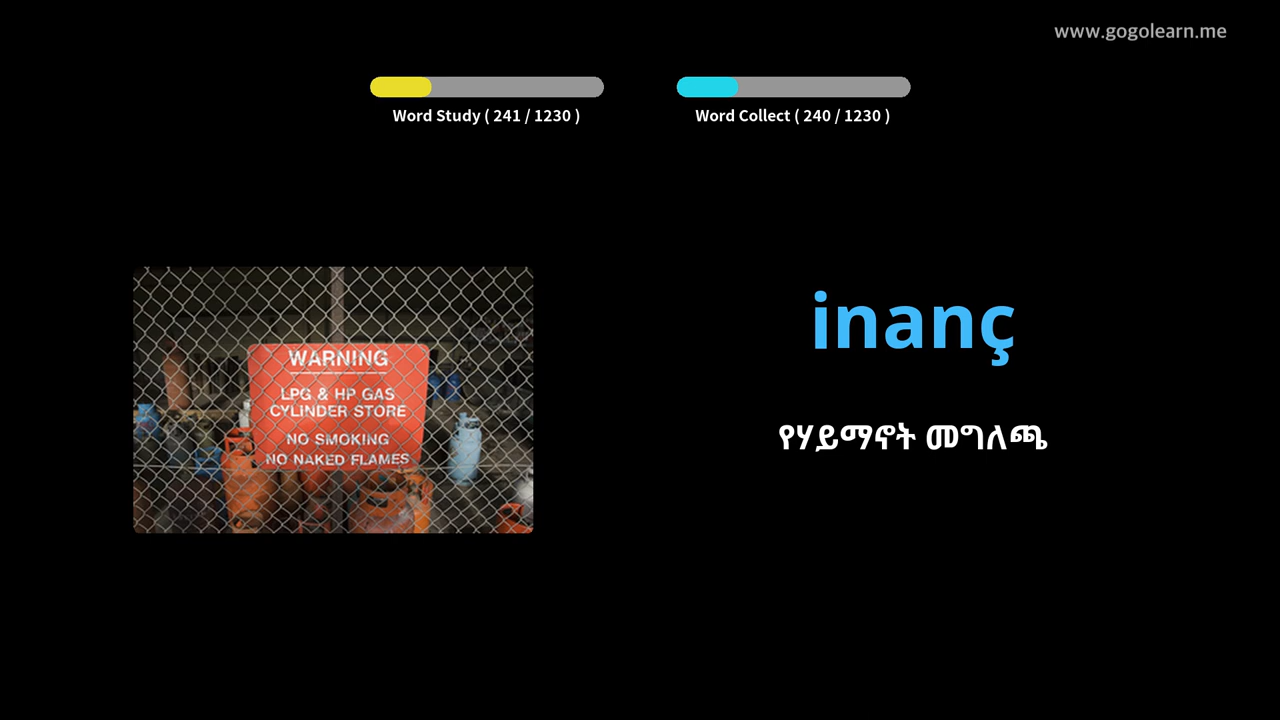 www.gogolearn.me
Word Study ( 241 / 1230 )
Word Collect ( 240 / 1230 )
WARNING
LPG & HP GAS
CYLINDER STORE
NO SMOKING
NO NAKED FLAMES
inanç
የሃይማኖት መግለጫ